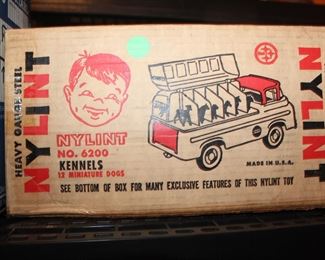 HEAVY GAUGE STEEL
NYLINT
NYLINT
NO. 6200
KENNELS
12 MINIATURE DOGS
MADE IN U.S.A.
SEE BOTTOM OF BOX FOR MANY EXCLUSIVE FEATURES OF THIS NYLINT TOY
NYLINT